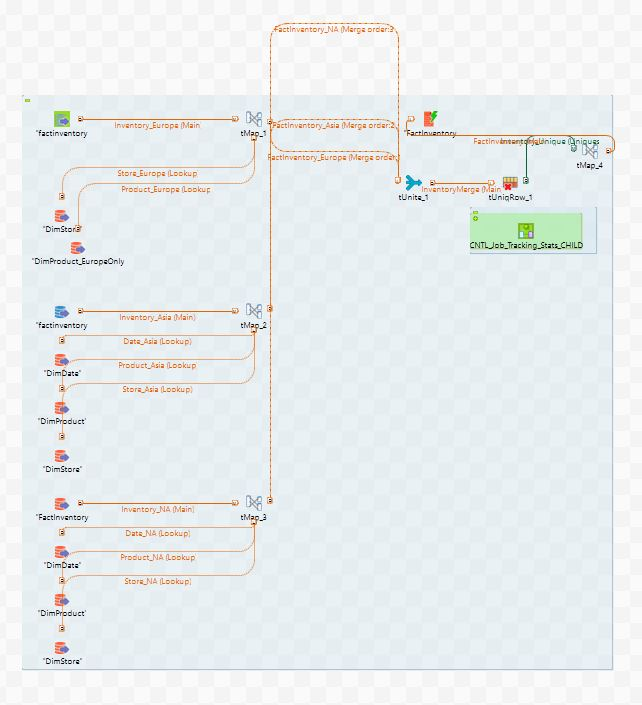 FactInventory_NA (Merge order:3
"factinventory
Inventory_Europe (Main
tMap_1
FactInventory_Asia (Merge order:2
FactInventory
FactInventory_Europe (Merge order
tMap_4
Store_Europe (Lookup
Product_Europe (Lookup
tUnite_1
InventoryMerge (Main
tUniqRow_1
"DimStore"
"DimProduct_EuropeOnly
CNTL_Job_Tracking_Stats_CHILD
"factinventory
Inventory_Asia (Main)
tMap_2
Date_Asia (Lookup)
"DimDate"
Product_Asia (Lookup
Store_Asia (Lookup
"DimProduct"
"DimStore"
"FactInventory
Inventory_NA (Main)
tMap_3
Date_NA (Lookup)
"DimDate"
Product_NA (Lookup
Store_NA (Lookup)
"DimProduct"
"DimStore"